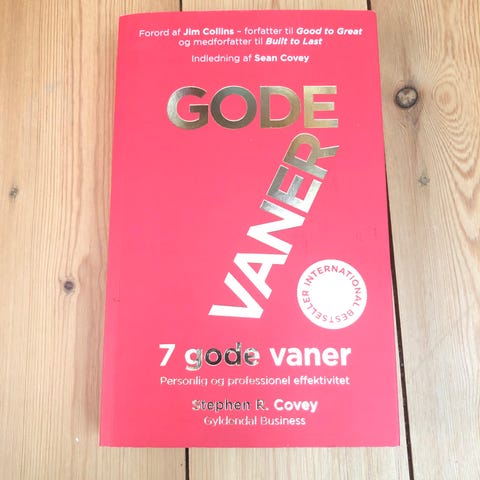 Forord af Jim Collins – forfatter til Good to Great
og medforfatter til Built to Last
Indledning af Sean Covey
GODE
VANER
INTERNATIONAL BESTSELLER
7 gode vaner
Personlig og professionel effektivitet
Stephen R. Covey
Gyldendal Business